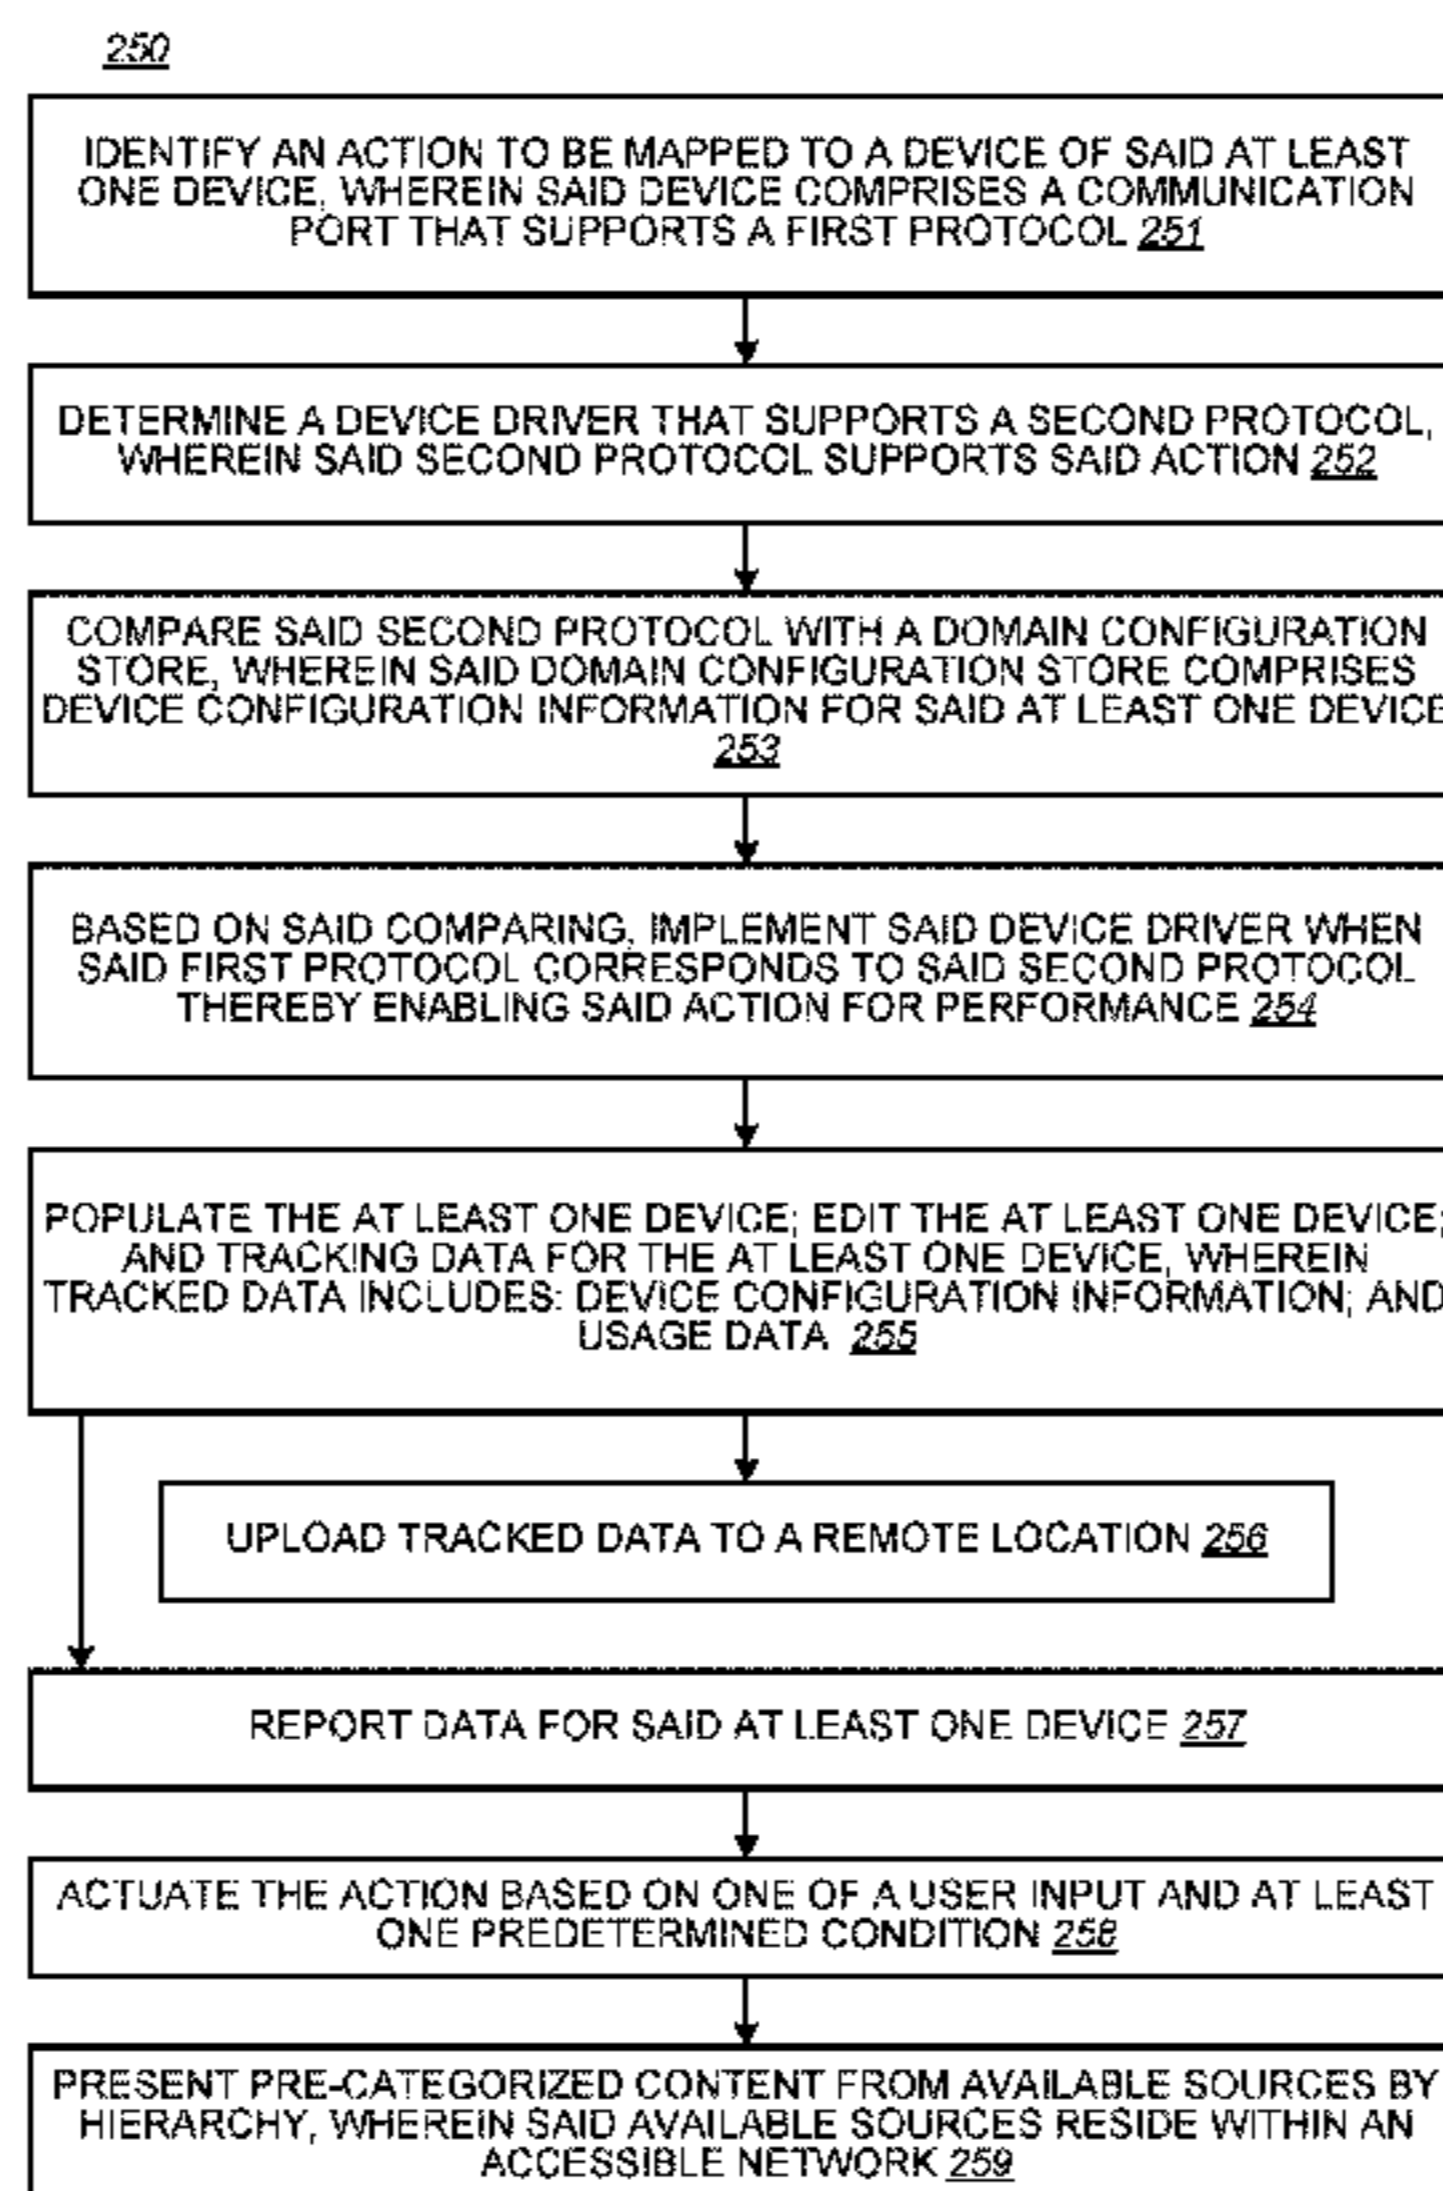 250
IDENTIFY AN ACTION TO BE MAPPED TO A DEVICE OF SAID AT LEAST
ONE DEVICE, WHEREIN SAID DEVICE COMPRISES A COMMUNICATION
PORT THAT SUPPORTS A FIRST PROTOCOL 251
DETERMINE A DEVICE DRIVER THAT SUPPORTS A SECOND PROTOCOL,
WHEREIN SAID SECOND PROTOCOL SUPPORTS SAID ACTION 252
COMPARE SAID SECOND PROTOCOL WITH A DOMAIN CONFIGURATION
STORE, WHEREIN SAID DOMAIN CONFIGURATION STORE COMPRISES
DEVICE CONFIGURATION INFORMATION FOR SAID AT LEAST ONE DEVICE
253
BASED ON SAID COMPARING, IMPLEMENT SAID DEVICE DRIVER WHEN
SAID FIRST PROTOCOL CORRESPONDS TO SAID SECOND PROTOCOL
THEREBY ENABLING SAID ACTION FOR PERFORMANCE 254
POPULATE THE AT LEAST ONE DEVICE; EDIT THE AT LEAST ONE DEVICE;
AND TRACKING DATA FOR THE AT LEAST ONE DEVICE, WHEREIN
TRACKED DATA INCLUDES: DEVICE CONFIGURATION INFORMATION; AND
USAGE DATA 255
UPLOAD TRACKED DATA TO A REMOTE LOCATION 256
REPORT DATA FOR SAID AT LEAST ONE DEVICE 257
ACTUATE THE ACTION BASED ON ONE OF A USER INPUT AND AT LEAST
ONE PREDETERMINED CONDITION 258
PRESENT PRE-CATEGORIZED CONTENT FROM AVAILABLE SOURCES BY
HIERARCHY, WHEREIN SAID AVAILABLE SOURCES RESIDE WITHIN AN
ACCESSIBLE NETWORK 259